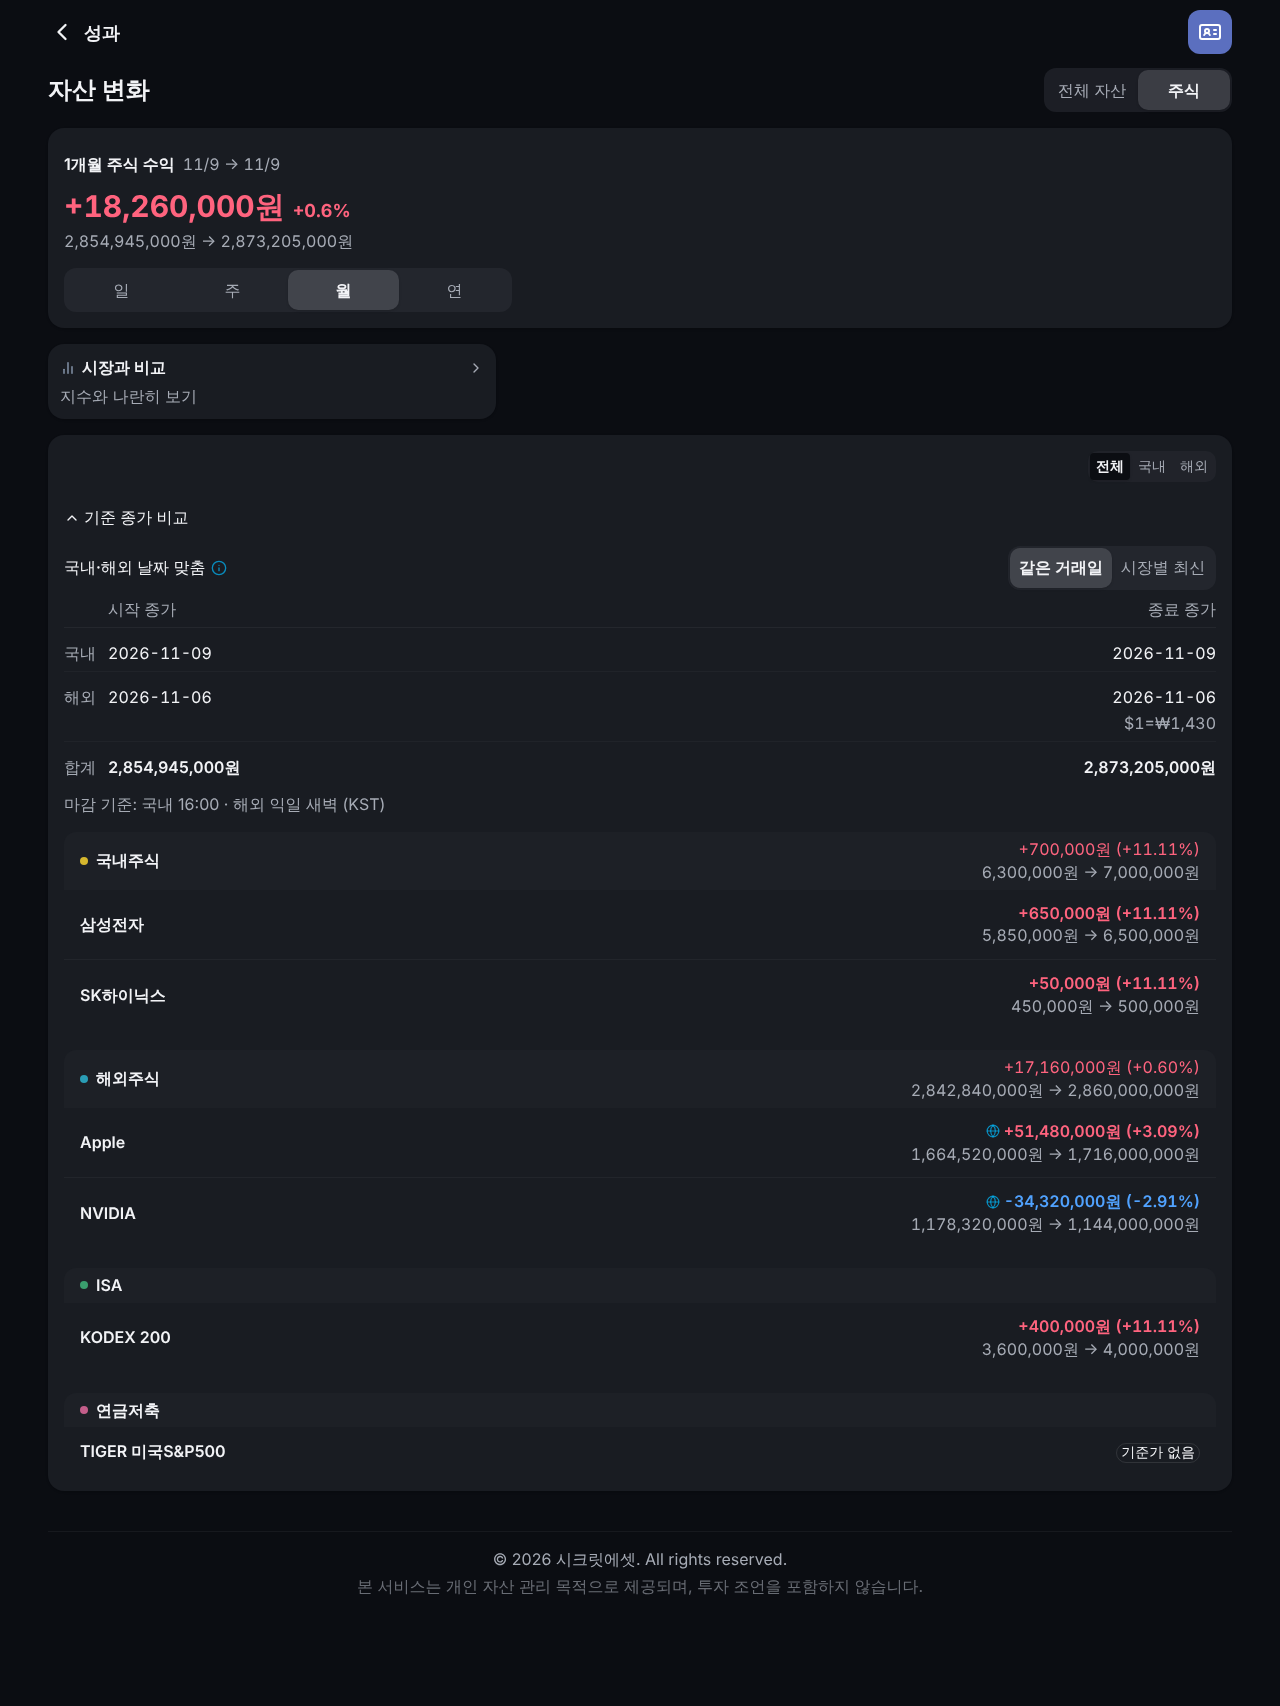 성과
자산 변화
전체 자산 주식
1개월 주식 수익 11/9 → 11/9
+18,260,000원 +0.6%
2,854,945,000원 → 2,873,205,000원
일 주 월 연
시장과 비교
지수와 나란히 보기
전체 국내 해외
기준 종가 비교
국내·해외 날짜 맞춤
같은 거래일 시장별 최신
시작 종가 종료 종가
국내 2026-11-09 2026-11-09
해외 2026-11-06 2026-11-06
$1=₩1,430
합계 2,854,945,000원 2,873,205,000원
마감 기준: 국내 16:00 · 해외 익일 새벽 (KST)
국내주식
+700,000원 (+11.11%)
6,300,000원 → 7,000,000원
삼성전자
+650,000원 (+11.11%)
5,850,000원 → 6,500,000원
SK하이닉스
+50,000원 (+11.11%)
450,000원 → 500,000원
해외주식
+17,160,000원 (+0.60%)
2,842,840,000원 → 2,860,000,000원
Apple
+51,480,000원 (+3.09%)
1,664,520,000원 → 1,716,000,000원
NVIDIA
-34,320,000원 (-2.91%)
1,178,320,000원 → 1,144,000,000원
ISA
KODEX 200
+400,000원 (+11.11%)
3,600,000원 → 4,000,000원
연금저축
TIGER 미국S&P500 기준가 없음
© 2026 시크릿에셋. All rights reserved.
본 서비스는 개인 자산 관리 목적으로 제공되며, 투자 조언을 포함하지 않습니다.